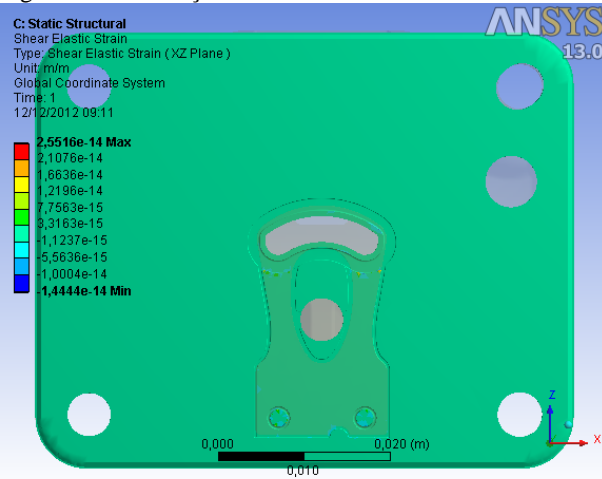 C: Static Structural
Shear Elastic Strain
Type: Shear Elastic Strain ( XZ Plane )
Unit: m/m
Global Coordinate System
Time: 1
12/12/2012 09:11
2,5516e-14 Max
2,1076e-14
1,6636e-14
1,2196e-14
7,7563e-15
3,3163e-15
-1,1237e-15
-5,5636e-15
-1,0004e-14
-1,4444e-14 Min
ANSYS
13.0
Z
X
0,000
0,020 (m)
0,010